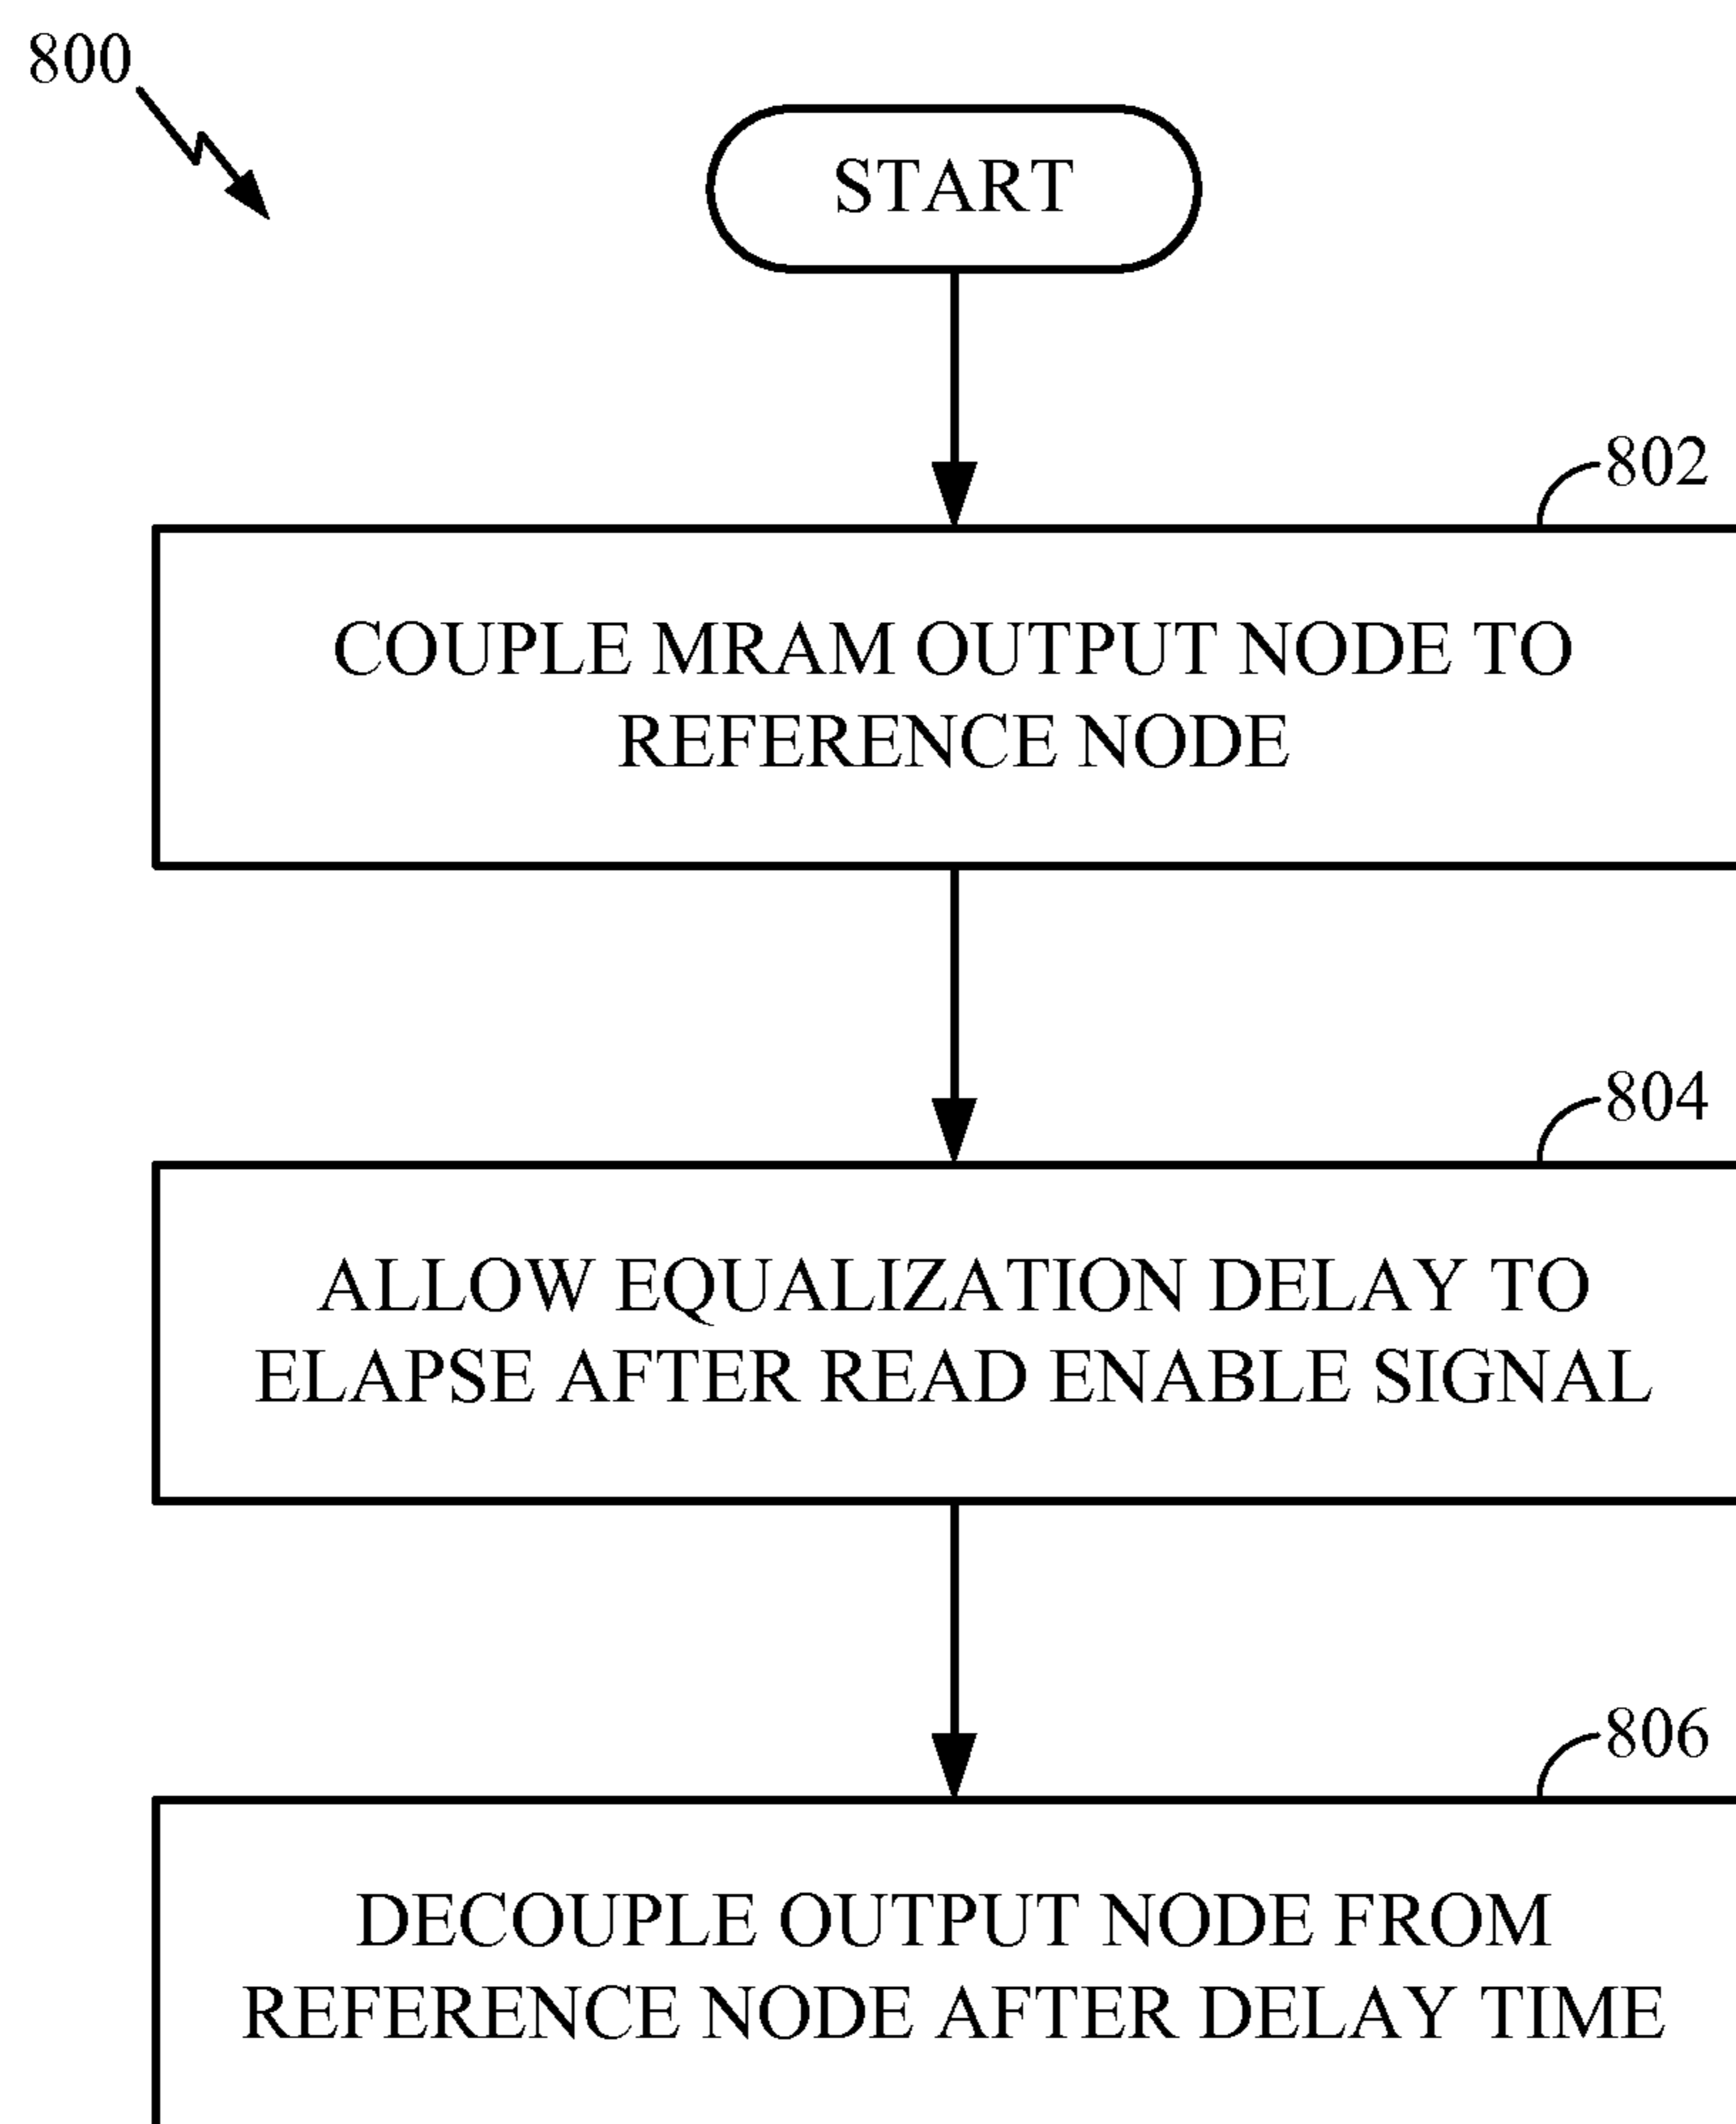 800
START
802
COUPLE MRAM OUTPUT NODE TO
REFERENCE NODE
804
ALLOW EQUALIZATION DELAY TO
ELAPSE AFTER READ ENABLE SIGNAL
806
DECOUPLE OUTPUT NODE FROM
REFERENCE NODE AFTER DELAY TIME